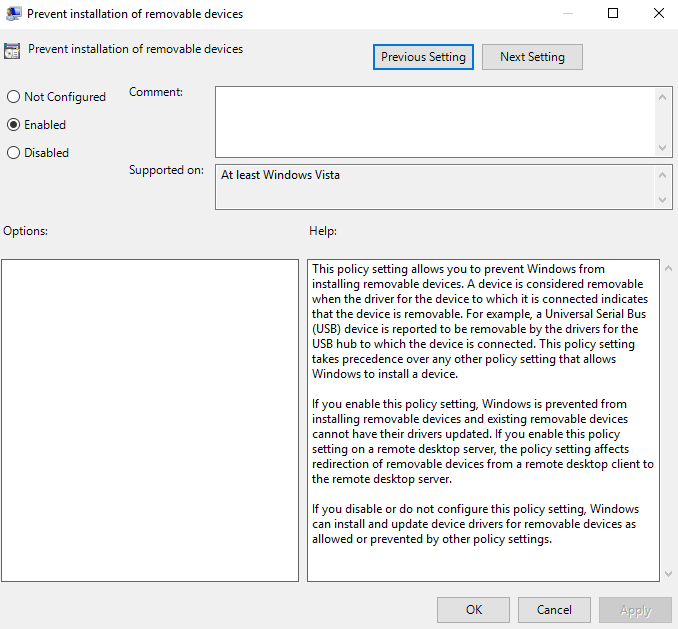 Prevent installation of removable devices
Prevent installation of removable devices
Previous Setting
Next Setting
Not Configured
Enabled
Disabled
Comment:
Supported on:
At least Windows Vista
Options:
Help:
This policy setting allows you to prevent Windows from
installing removable devices. A device is considered removable
when the driver for the device to which it is connected indicates
that the device is removable. For example, a Universal Serial Bus
(USB) device is reported to be removable by the drivers for the
USB hub to which the device is connected. This policy setting
takes precedence over any other policy setting that allows
Windows to install a device.
If you enable this policy setting, Windows is prevented from
installing removable devices and existing removable devices
cannot have their drivers updated. If you enable this policy
setting on a remote desktop server, the policy setting affects
redirection of removable devices from a remote desktop client to
the remote desktop server.
If you disable or do not configure this policy setting, Windows
can install and update device drivers for removable devices as
allowed or prevented by other policy settings.
OK
Cancel
Apply